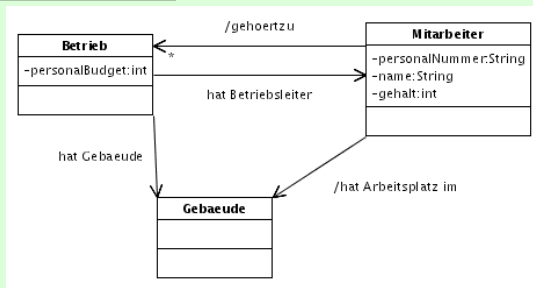 /gehoertzu
Betrieb
-personalBudget:int
*
Mitarbeiter
-personalNummer:String
-name:String
-gehalt:int
hat Betriebsleiter
hat Gebaeude
/hat Arbeitsplatz im
Gebaeude